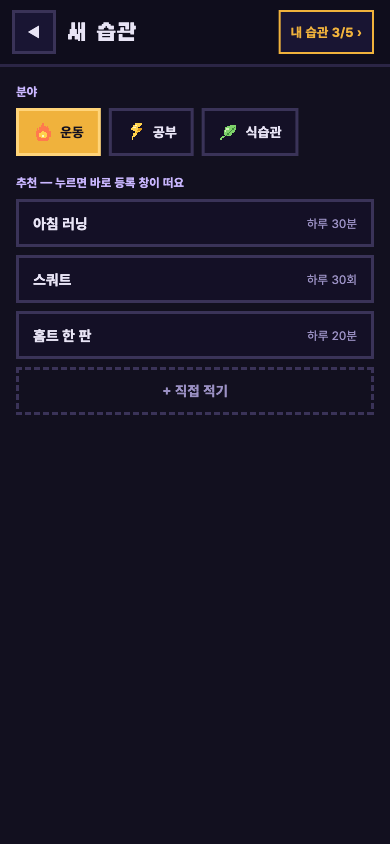 ◀ 새 습관 내 습관 3/5 ›
분야
운동 공부 식습관
추천 — 누르면 바로 등록 창이 떠요
아침 러닝 하루 30분
스쿼트 하루 30회
홈트 한 판 하루 20분
+ 직접 적기